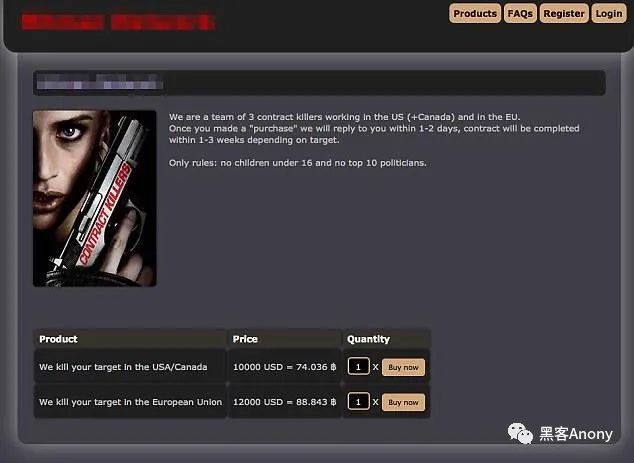 Products FAQs Register Login
We are a team of 3 contract killers working in the US (+Canada) and in the EU.
Once you made a "purchase" we will reply to you within 1-2 days, contract will be completed
within 1-3 weeks depending on target.
Only rules: no children under 16 and no top 10 politicians.
CONTRACT KILLERS
Product Price Quantity
We kill your target in the USA/Canada 10000 USD = 74.036 ฿ 1 X Buy now
We kill your target in the European Union 12000 USD = 88.843 ฿ 1 X Buy now
黑客Anony